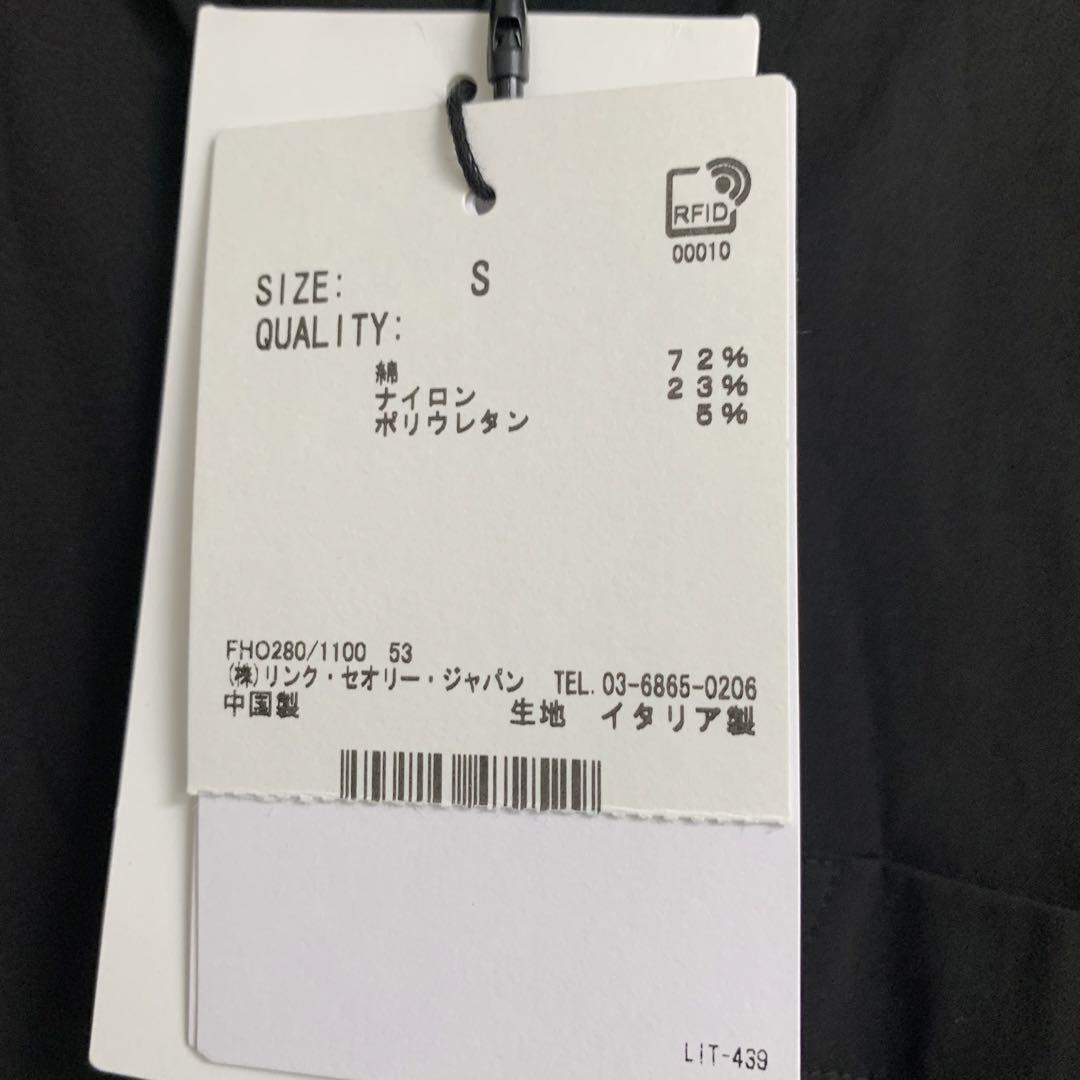 RFID
00010
SIZE: S
QUALITY:
綿 72%
ナイロン 23%
ポリウレタン 5%
FHO280/1100 53
(株)リンク・セオリー・ジャパン TEL. 03-6865-0206
中国製 生地 イタリア製
LIT-439